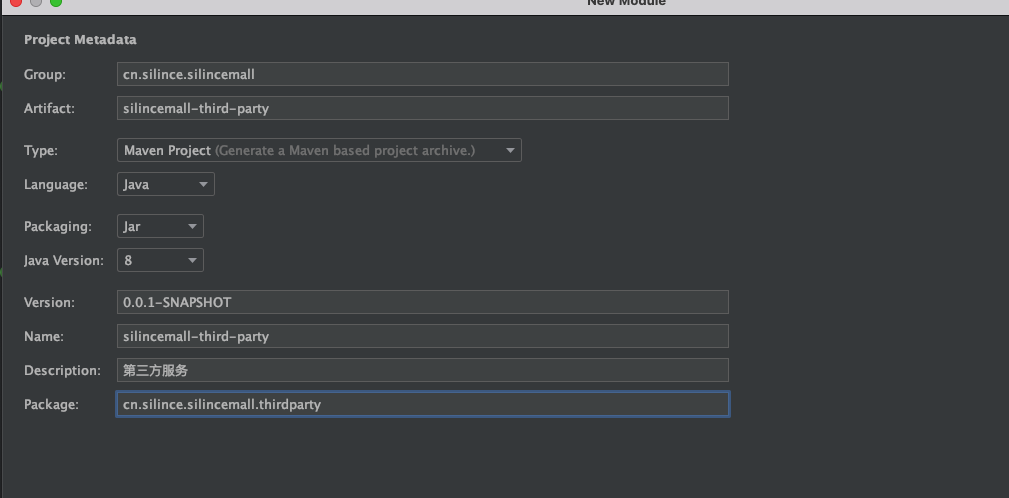 New Module
Project Metadata
Group: cn.silince.silincemall
Artifact: silincemall-third-party
Type: Maven Project (Generate a Maven based project archive.)
Language: Java
Packaging: Jar
Java Version: 8
Version: 0.0.1-SNAPSHOT
Name: silincemall-third-party
Description: 第三方服务
Package: cn.silince.silincemall.thirdparty